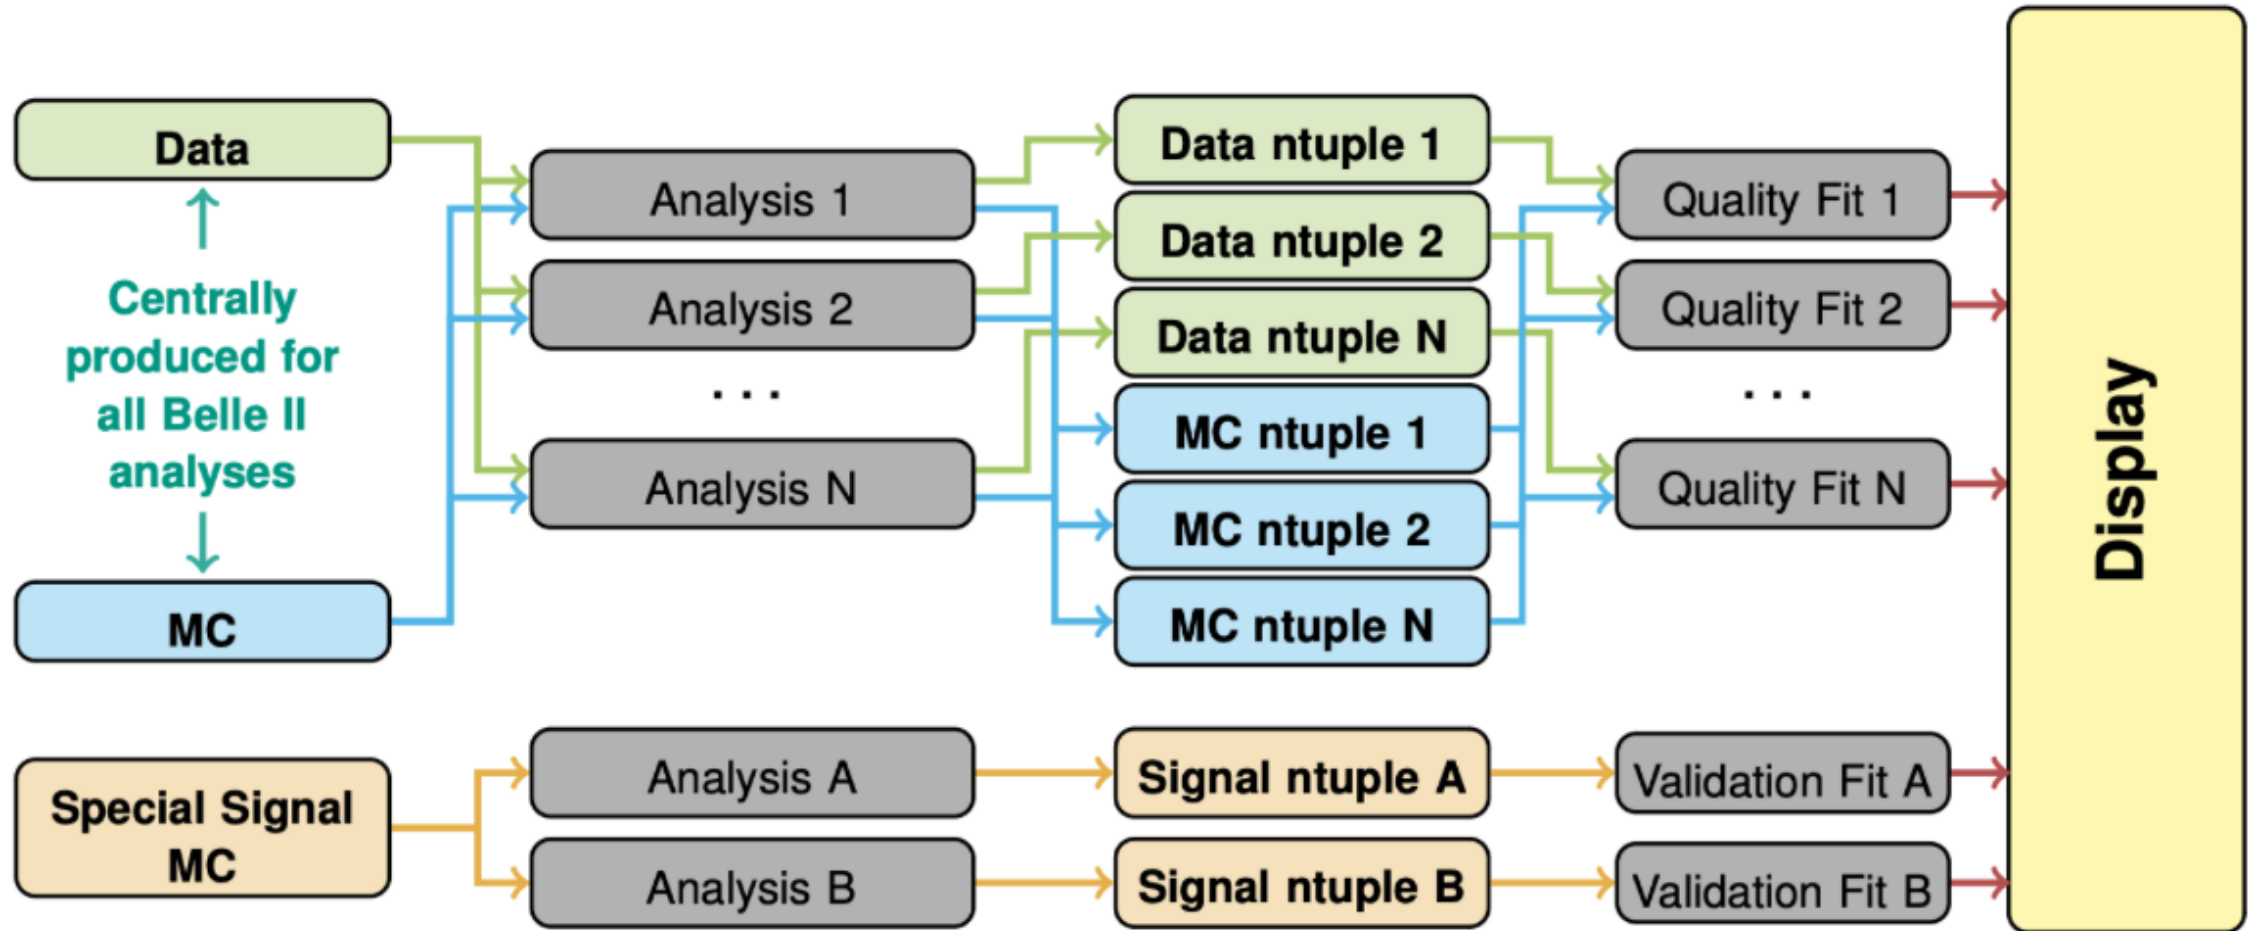 Data
Centrally
produced for
all Belle II
analyses
MC
Special Signal
MC
Analysis 1
Analysis 2
...
Analysis N
Analysis A
Analysis B
Data ntuple 1
Data ntuple 2
Data ntuple N
MC ntuple 1
MC ntuple 2
MC ntuple N
Signal ntuple A
Signal ntuple B
Quality Fit 1
Quality Fit 2
...
Quality Fit N
Validation Fit A
Validation Fit B
Display